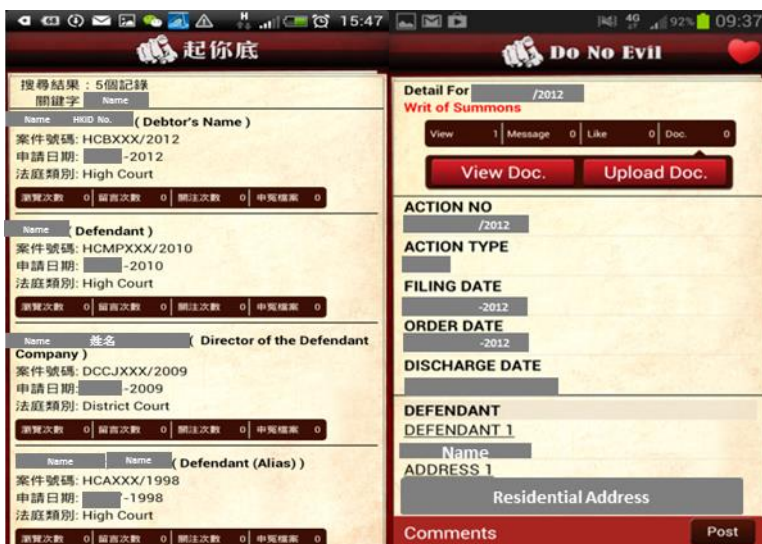 15:47
起你底
搜尋結果：5個記錄
關鍵字 Name
Name HKID No. ( Debtor's Name )
案件號碼: HCBXXX/2012
申請日期: -2012
法庭類別: High Court
瀏覽次數 0 留言次數 0 關注次數 0 申冤檔案 0
Name ( Defendant )
案件號碼: HCMPXXX/2010
申請日期: -2010
法庭類別: High Court
瀏覽次數 0 留言次數 0 關注次數 0 申冤檔案 0
Name 姓名 ( Director of the Defendant
Company )
案件號碼: DCCJXXX/2009
申請日期: -2009
法庭類別: District Court
瀏覽次數 0 留言次數 0 關注次數 0 申冤檔案 0
Name Name ( Defendant (Alias) )
案件號碼: HCAXXX/1998
申請日期: -1998
法庭類別: High Court
瀏覽次數 0 留言次數 0 關注次數 0 申冤檔案 0
4G 92% 09:37
Do No Evil
Detail For /2012
Writ of Summons
View 1 Message 0 Like 0 Doc. 0
View Doc. Upload Doc.
ACTION NO
/2012
ACTION TYPE
FILING DATE
-2012
ORDER DATE
-2012
DISCHARGE DATE
DEFENDANT
DEFENDANT 1
Name
ADDRESS 1
Residential Address
Comments Post